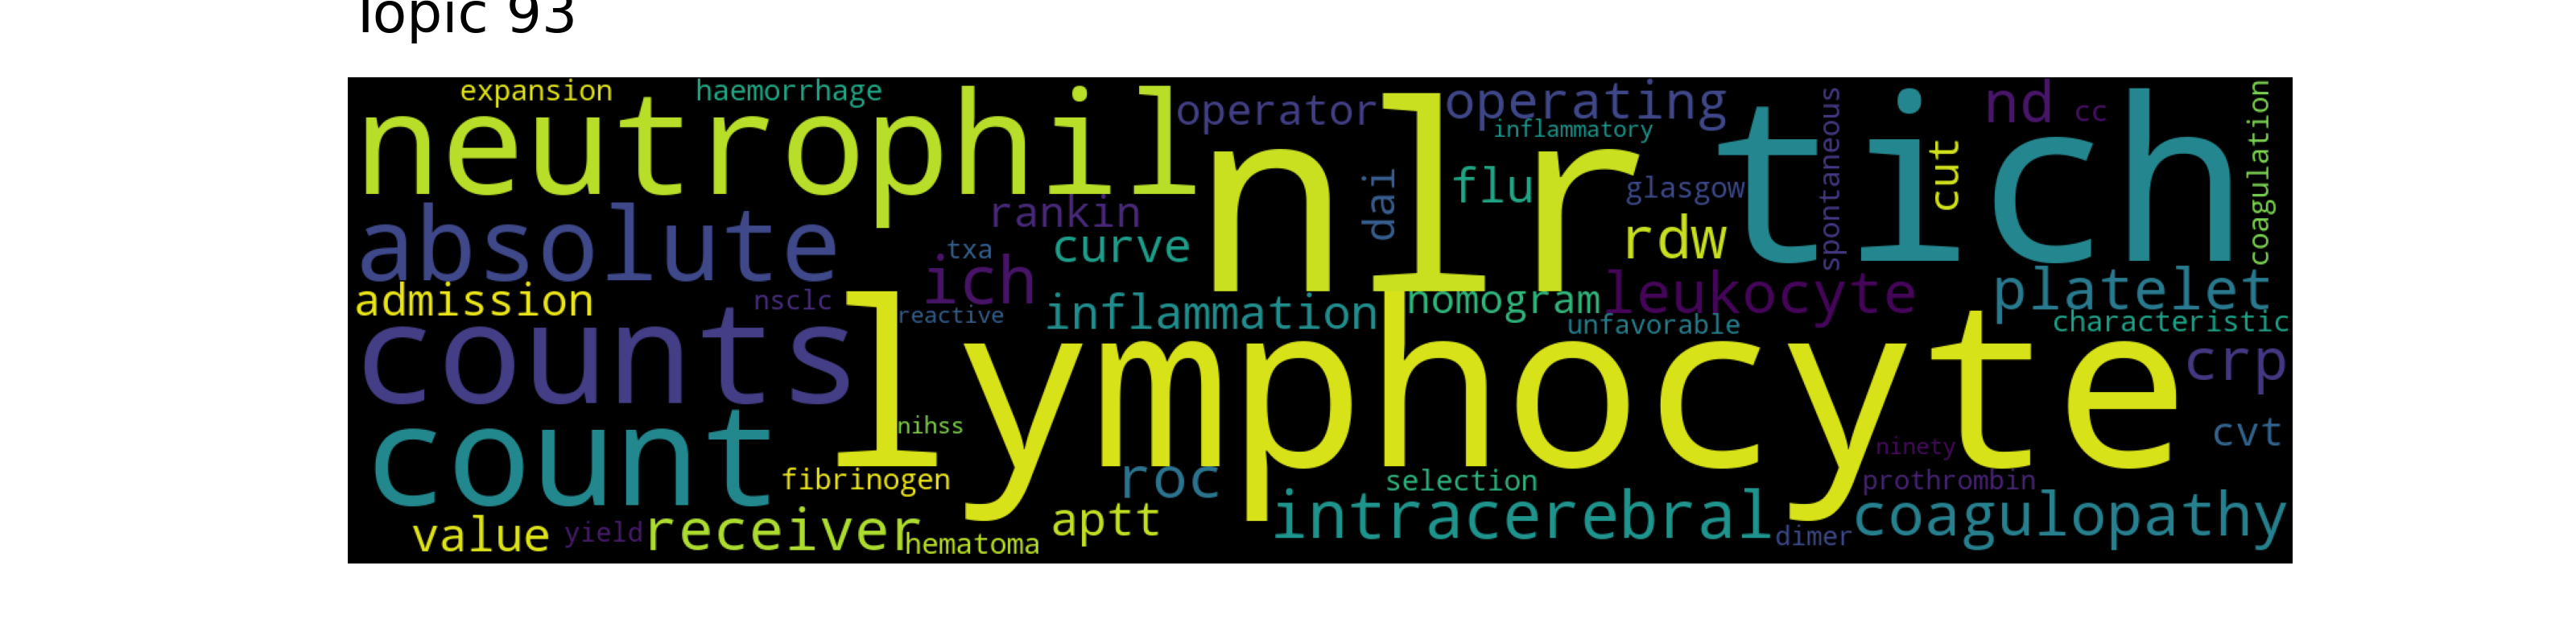 Topic 93
expansion
haemorrhage
neutrophil
operator
nlr
operating
inflammatory
tich
spontaneous
nd
cc
cut
coagulation
dai
flu
glasgow
rankin
absolute
txa
curve
rdw
ich
admission
nsclc
reactive
inflammation
nomogram
leukocyte
platelet
unfavorable
characteristic
counts
lymphocyte
crp
count
nihss
cvt
ninety
fibrinogen
roc
selection
prothrombin
value
yield
receiver
hematoma
aptt
intracerebral
dimer
coagulopathy